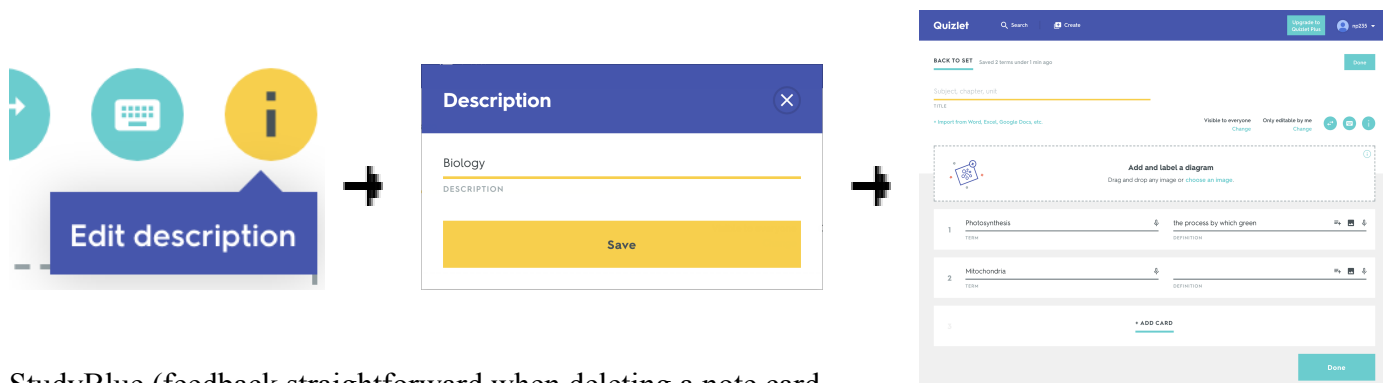 Edit description
Description
Biology
DESCRIPTION
Save
Quizlet Search Create Upgrade to Quizlet Plus np235
BACK TO SET Saved 2 terms under 1 min ago Done
Subject, chapter, unit
TITLE
+ Import from Word, Excel, Google Docs, etc. Visible to everyone Only editable by me
Change Change
Add and label a diagram
Drag and drop any image or choose an image.
1 Photosynthesis the process by which green
TERM DEFINITION
2 Mitochondria
TERM DEFINITION
3 + ADD CARD
Done
StudyBlue (feedback straightforward when deleting a note card